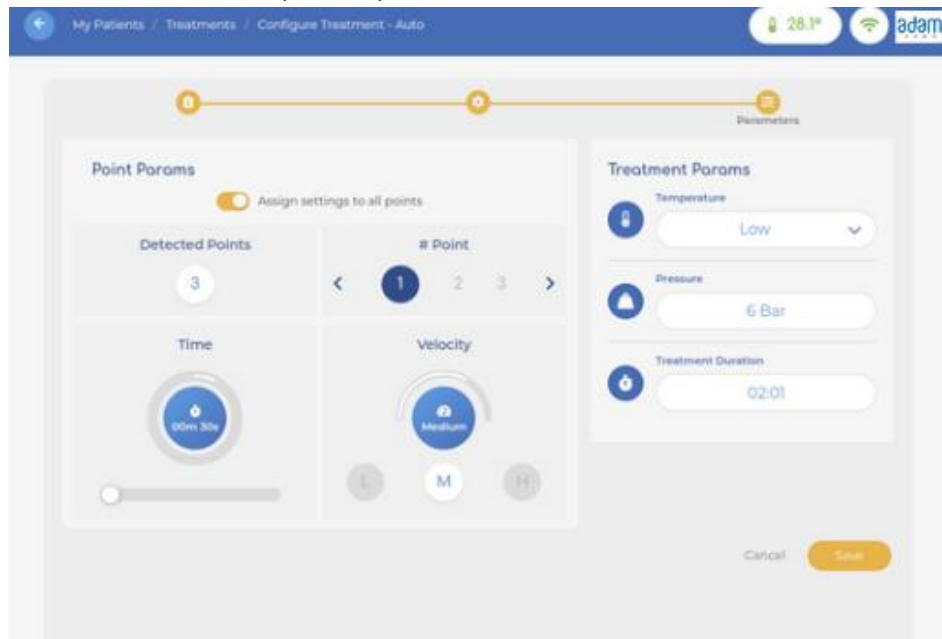 My Patients / Treatments / Configure Treatment - Auto
28.1°
adam
Parameters
Point Params
Assign settings to all points
Detected Points
3
# Point
1 2 3
Time
00m 30s
Velocity
Medium
L M H
Treatment Params
Temperature
Low
Pressure
6 Bar
Treatment Duration
02:01
Cancel
Save